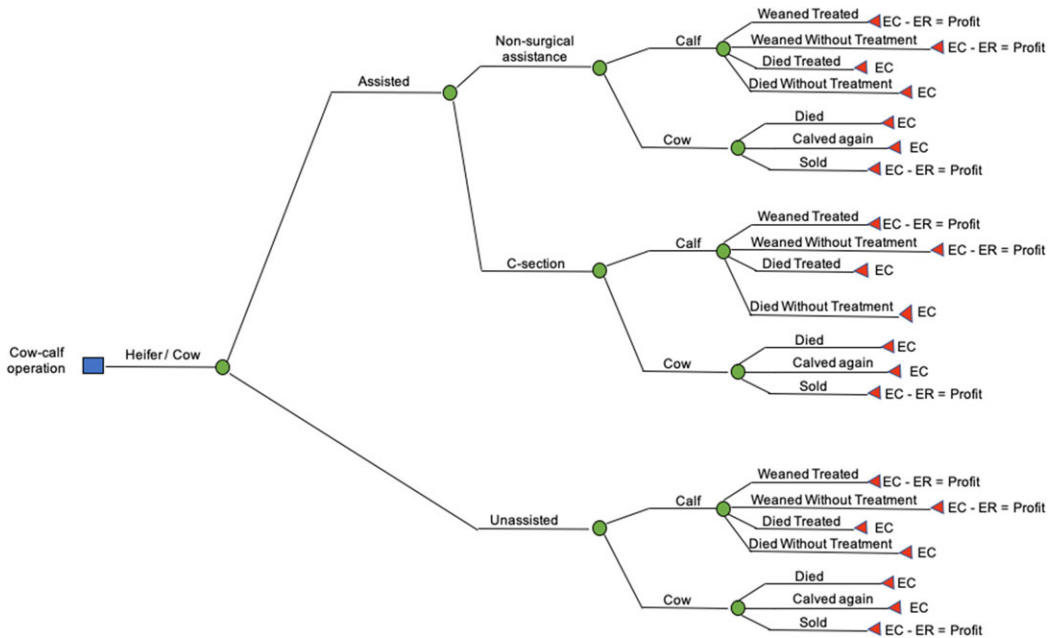 Weaned Treated
EC - ER = Profit
Non-surgical
assistance
Calf
Weaned Without Treatment
EC - ER = Profit
Died Treated
EC
Assisted
Died Without Treatment
EC
Died
EC
Cow
Calved again
EC
Sold
EC - ER = Profit
Weaned Treated
EC - ER = Profit
Calf
Weaned Without Treatment
EC - ER = Profit
C-section
Died Treated
EC
Died Without Treatment
EC
Died
EC
Cow-calf
operation
Heifer / Cow
Cow
Calved again
EC
Sold
EC - ER = Profit
Weaned Treated
EC - ER = Profit
Calf
Weaned Without Treatment
EC - ER = Profit
Unassisted
Died Treated
EC
Died Without Treatment
EC
Died
EC
Cow
Calved again
EC
Sold
EC - ER = Profit